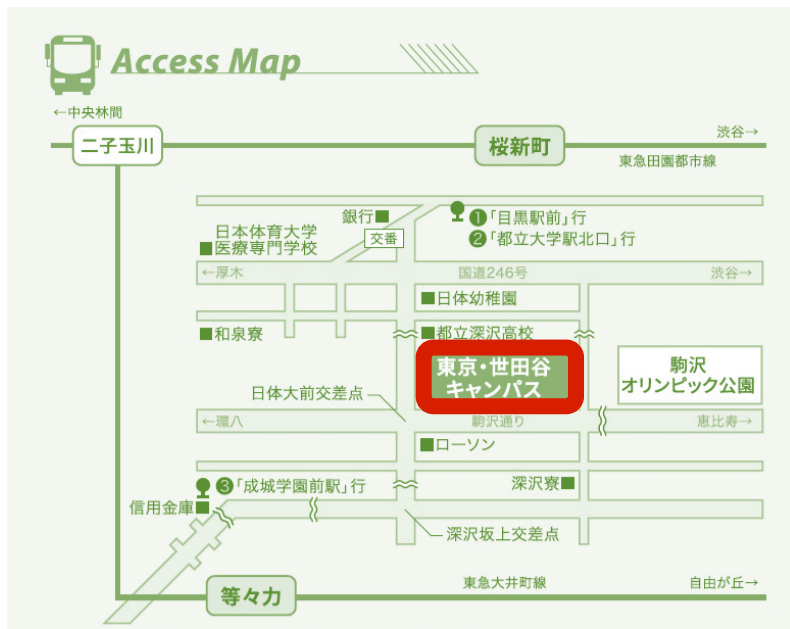 Access Map
←中央林間
二子玉川
桜新町
渋谷→
東急田園都市線
銀行■
❶「目黒駅前」行
日本体育大学
■医療専門学校
交番
❷「都立大学駅北口」行
←厚木
国道246号
渋谷→
■日体幼稚園
■和泉寮
■都立深沢高校
東京・世田谷
キャンパス
駒沢
オリンピック公園
日体大前交差点
←環八
駒沢通り
恵比寿→
■ローソン
❸「成城学園前駅」行
深沢寮■
信用金庫■
深沢坂上交差点
等々力
東急大井町線
自由が丘→